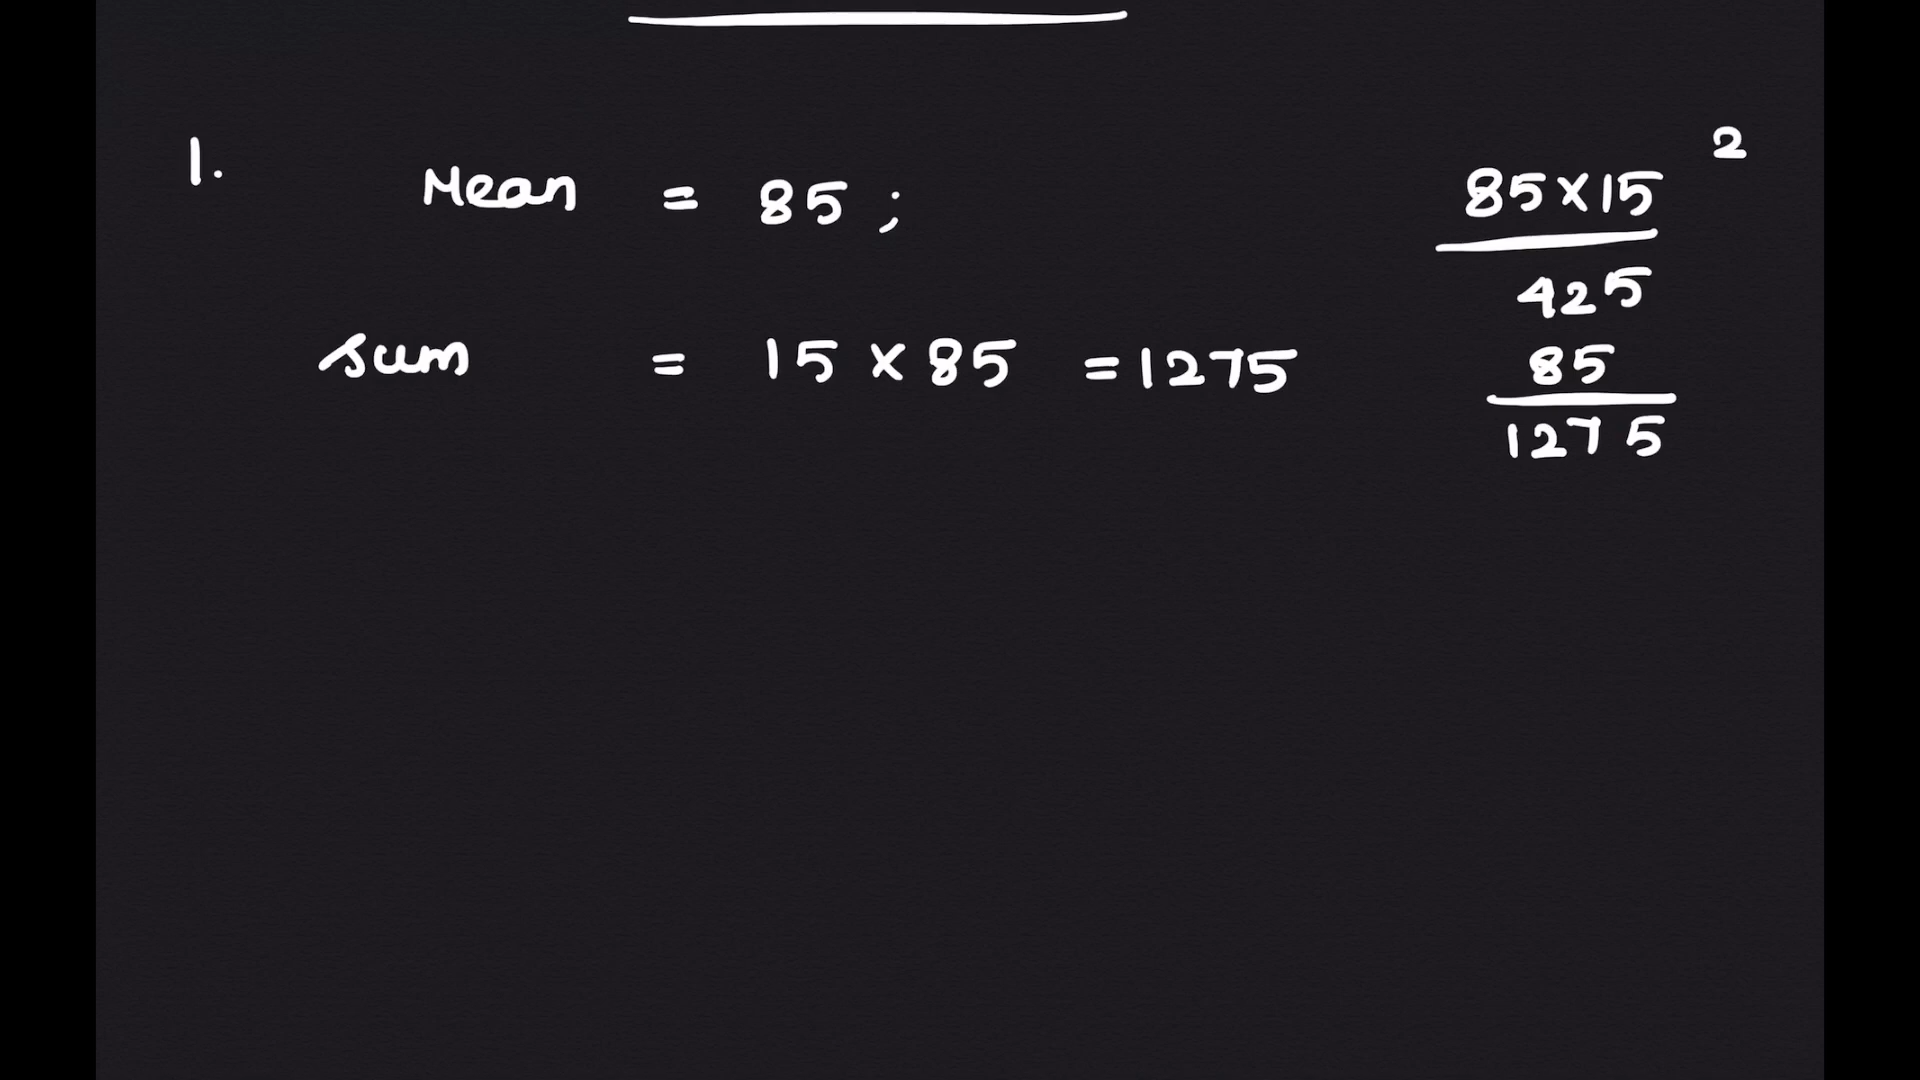 1. Mean = 85 ;
sum = 15 × 85 = 1275
2
85×15
425
85
1275